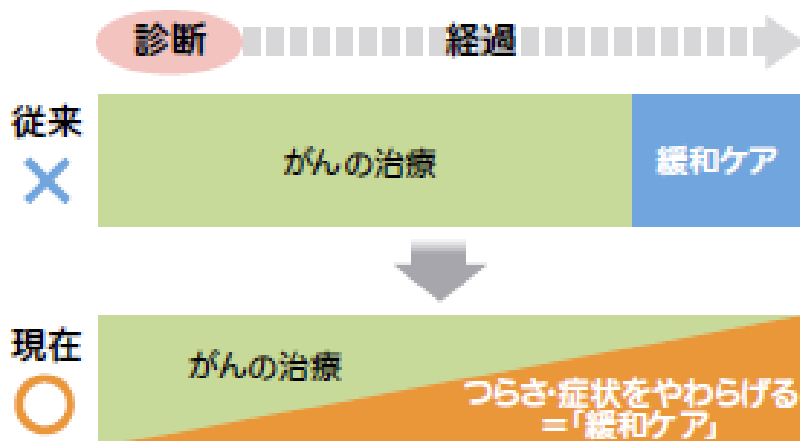 診断
経過
従来
がんの治療
緩和ケア
現在
がんの治療
つらさ・症状をやわらげる
＝「緩和ケア」